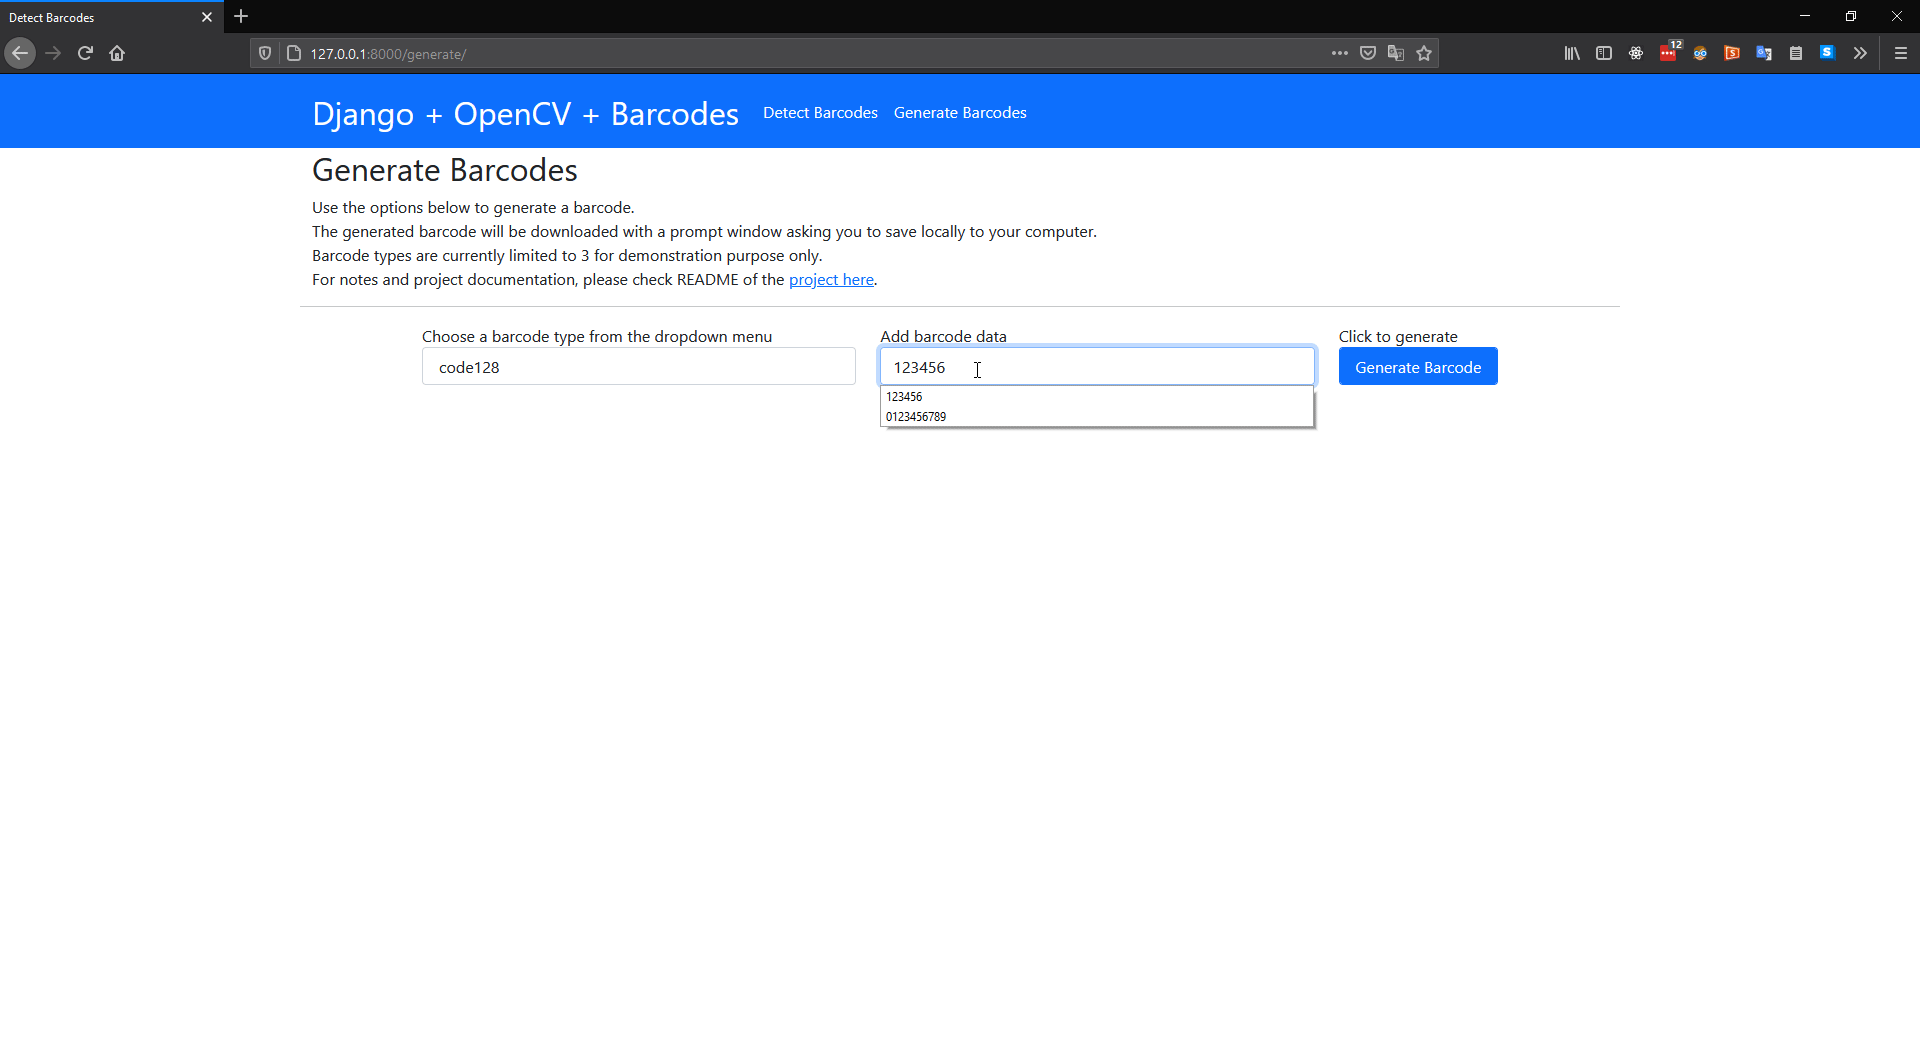 Detect Barcodes
127.0.0.1:8000/generate/
12
Django + OpenCV + Barcodes Detect Barcodes Generate Barcodes
Generate Barcodes
Use the options below to generate a barcode.
The generated barcode will be downloaded with a prompt window asking you to save locally to your computer.
Barcode types are currently limited to 3 for demonstration purpose only.
For notes and project documentation, please check README of the project here.
Choose a barcode type from the dropdown menu
code128
Add barcode data
123456
123456
0123456789
Click to generate
Generate Barcode